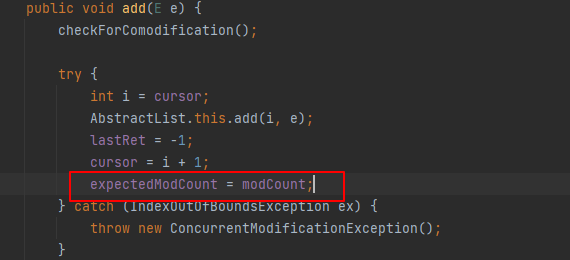 public void add(E e) {
checkForComodification();
try {
int i = cursor;
AbstractList.this.add(i, e);
lastRet = -1;
cursor = i + 1;
expectedModCount = modCount;
} catch (IndexOutOfBoundsException ex) {
throw new ConcurrentModificationException();
}